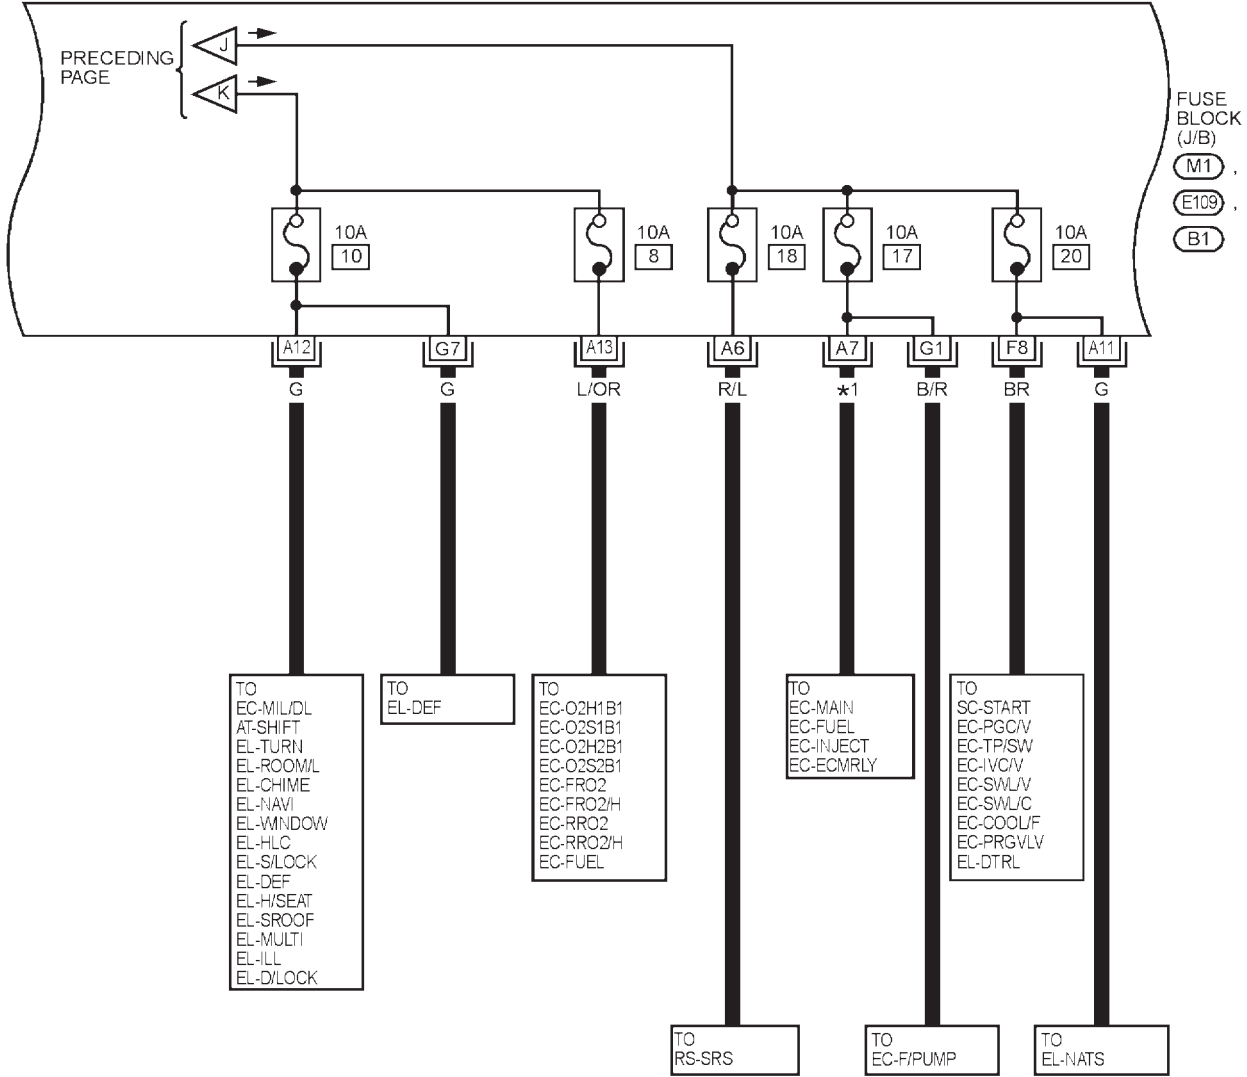 PRECEDING
PAGE
J
K
FUSE
BLOCK
(J/B)
M1 ,
E109 ,
B1
10A
10
10A
8
10A
18
10A
17
10A
20
A12
G7
A13
A6
A7
G1
F8
A11
G
G
L/OR
R/L
*1
B/R
BR
G
TO
EC-MIL/DL
AT-SHIFT
EL-TURN
EL-ROOM/L
EL-CHIME
EL-NAVI
EL-WINDOW
EL-HLC
EL-S/LOCK
EL-DEF
EL-H/SEAT
EL-SROOF
EL-MULTI
EL-ILL
EL-D/LOCK
TO
EL-DEF
TO
EC-O2H1B1
EC-O2S1B1
EC-O2H2B1
EC-O2S2B1
EC-FRO2
EC-FRO2/H
EC-RRO2
EC-RRO2/H
EC-FUEL
TO
EC-MAIN
EC-FUEL
EC-INJECT
EC-ECMRLY
TO
SC-START
EC-PGC/V
EC-TP/SW
EC-IVC/V
EC-SWL/V
EC-SWL/C
EC-COOL/F
EC-PRGVLV
EL-DTRL
TO
RS-SRS
TO
EC-F/PUMP
TO
EL-NATS